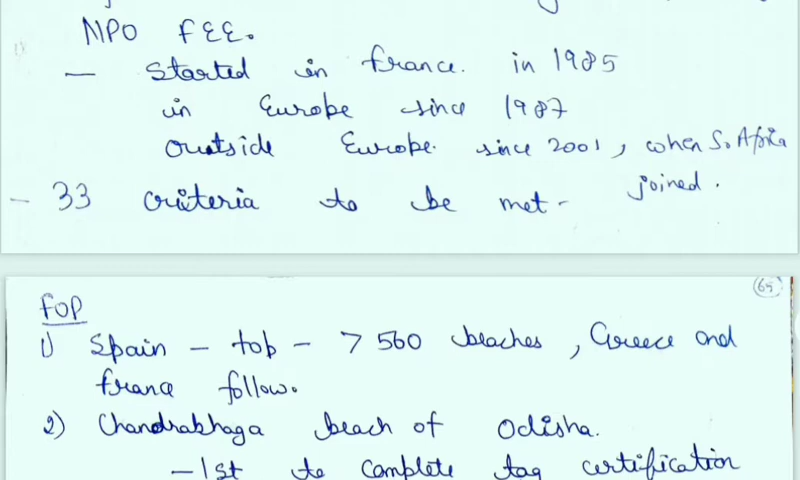 NPO FEE.
— Started in france. in 1985
in Europe since 1987
Outside Europe. since 2001, when S. Africa
joined.
- 33 criteria to be met -
65
FOP
1) Spain - top - > 560 beaches, Greece and
france follow.
2) Chandrabhaga beach of Odisha.
- 1st to complete tag certification